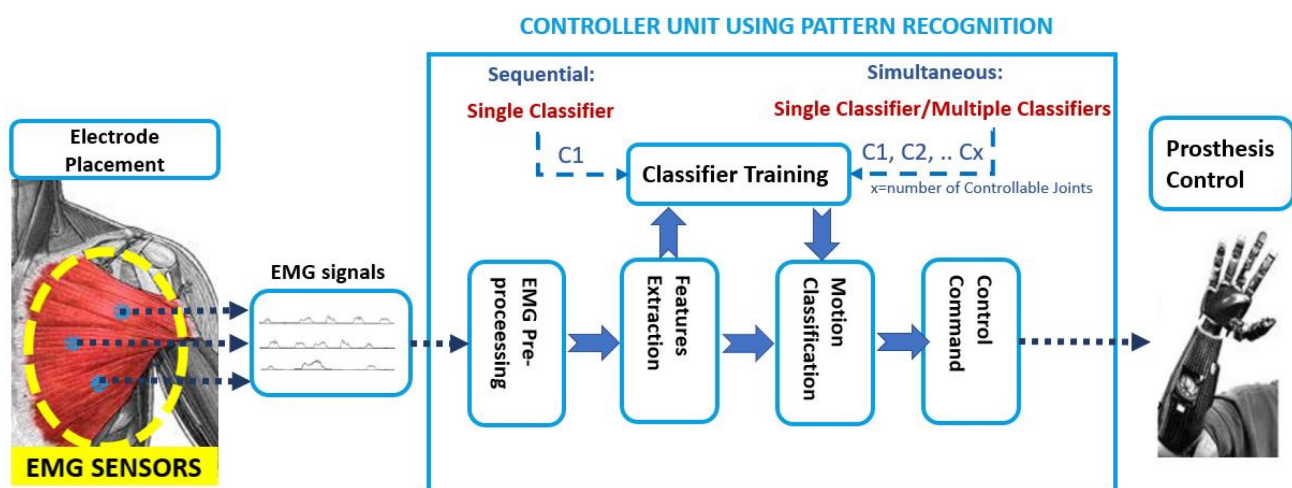 CONTROLLER UNIT USING PATTERN RECOGNITION
Sequential:
Single Classifier
C1
Simultaneous:
Single Classifier/Multiple Classifiers
C1, C2, .. Cx
x=number of Controllable Joints
Classifier Training
Electrode
Placement
EMG SENSORS
EMG signals
EMG Pre-
processing
Features
Extraction
Motion
Classification
Control
Command
Prosthesis
Control